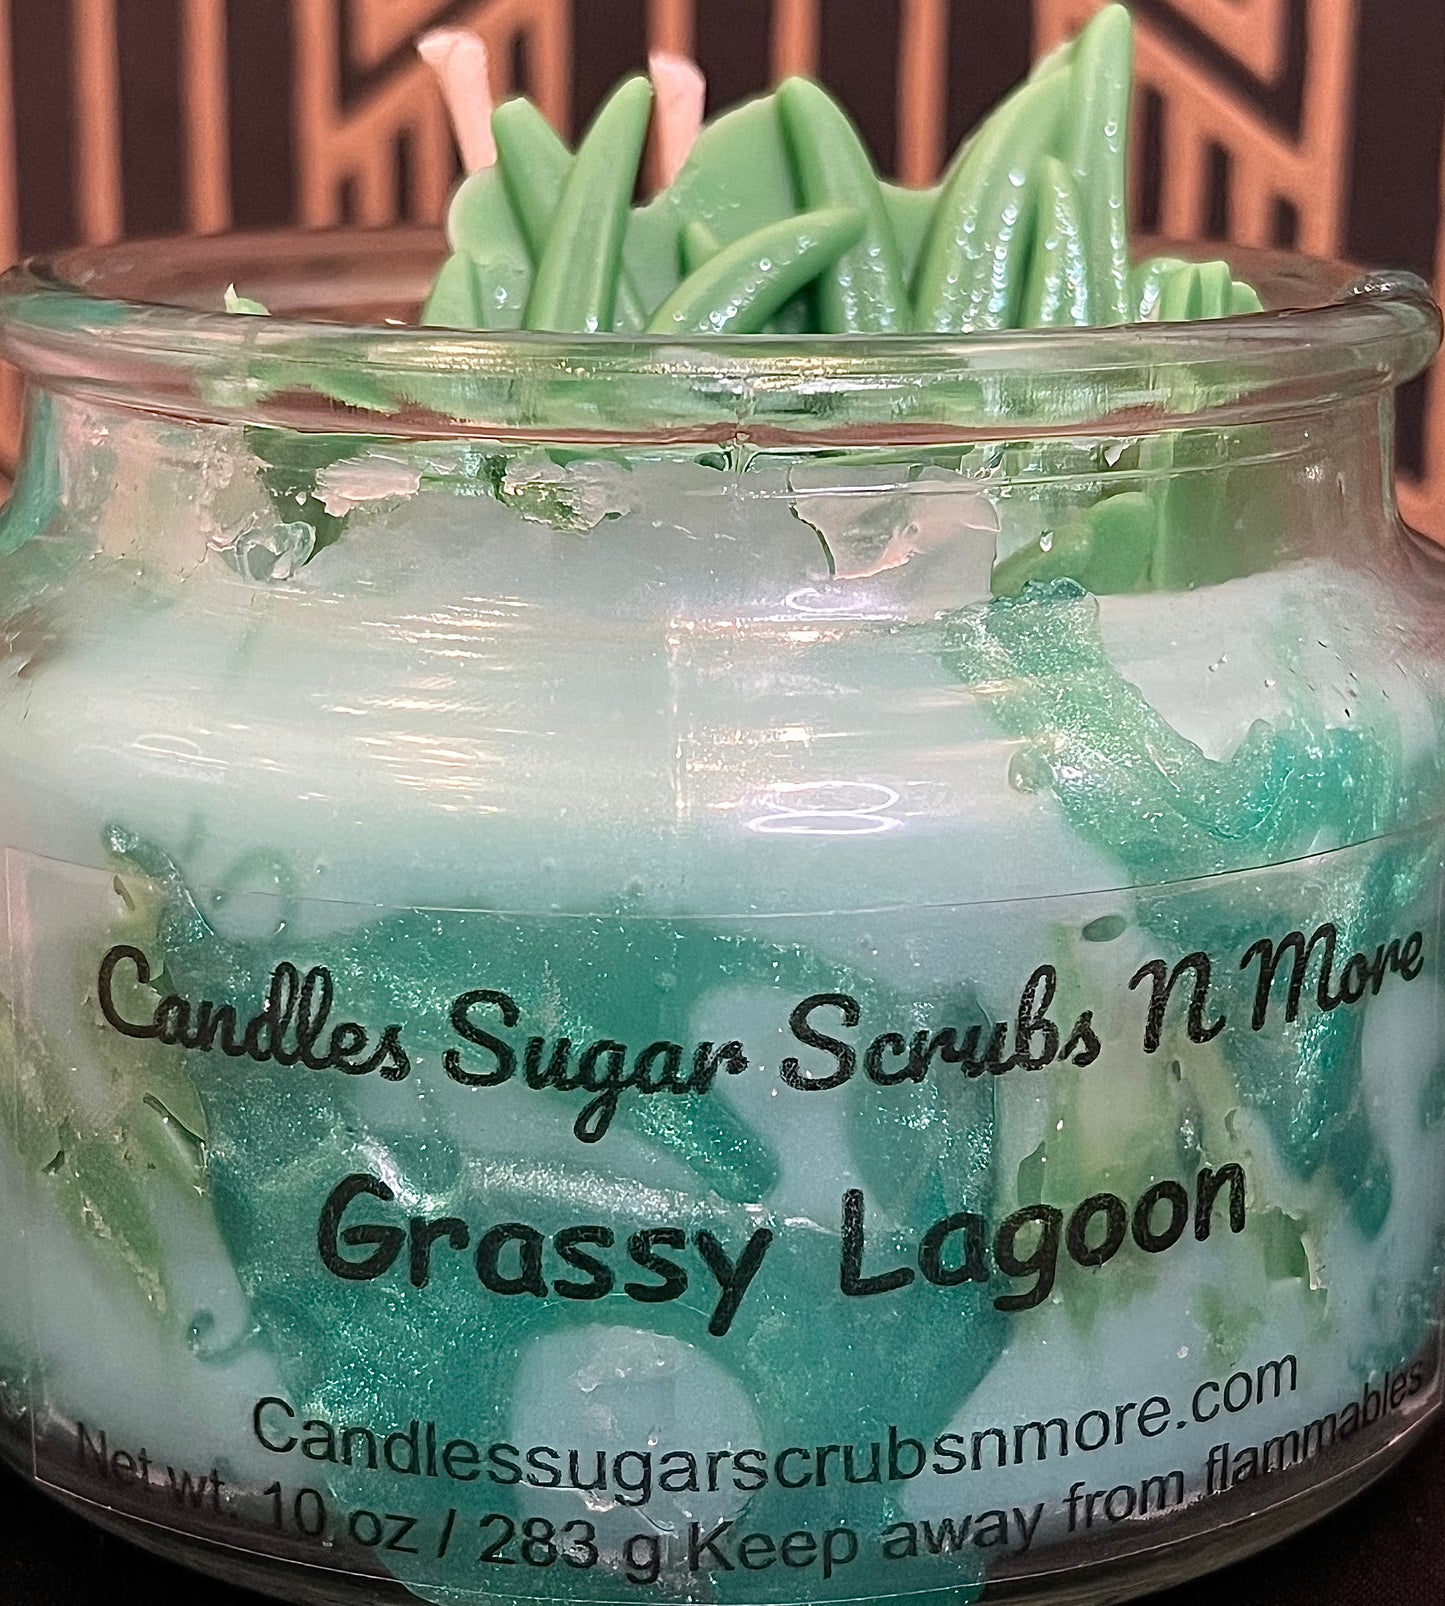 Candles Sugar Scrubs N More
Grassy Lagoon
Candlessugarscrubsnmore.com
Net wt. 10 oz / 283 g Keep away from flammables